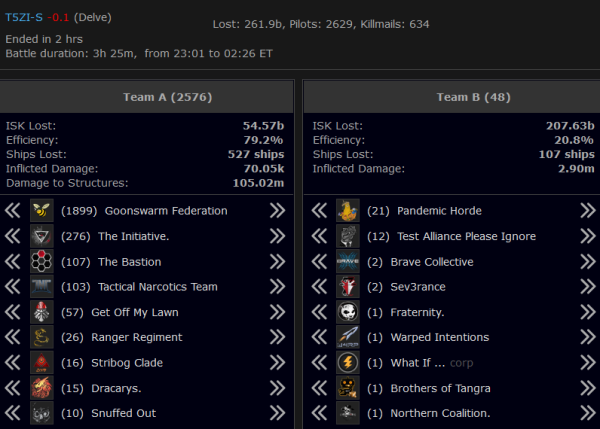 T5ZI-S -0.1 (Delve)
Lost: 261.9b, Pilots: 2629, Killmails: 634
Ended in 2 hrs
Battle duration: 3h 25m, from 23:01 to 02:26 ET
Team A (2576)
ISK Lost: 54.57b
Efficiency: 79.2%
Ships Lost: 527 ships
Inflicted Damage: 70.05k
Damage to Structures: 105.02m
(1899) Goonswarm Federation
(276) The Initiative.
(107) The Bastion
(103) Tactical Narcotics Team
(57) Get Off My Lawn
(26) Ranger Regiment
(16) Stribog Clade
(15) Dracarys.
(10) Snuffed Out
Team B (48)
ISK Lost: 207.63b
Efficiency: 20.8%
Ships Lost: 107 ships
Inflicted Damage: 2.90m
(21) Pandemic Horde
(12) Test Alliance Please Ignore
(2) Brave Collective
(2) Sev3rance
(1) Fraternity.
(1) Warped Intentions
(1) What If ... corp
(1) Brothers of Tangra
(1) Northern Coalition.